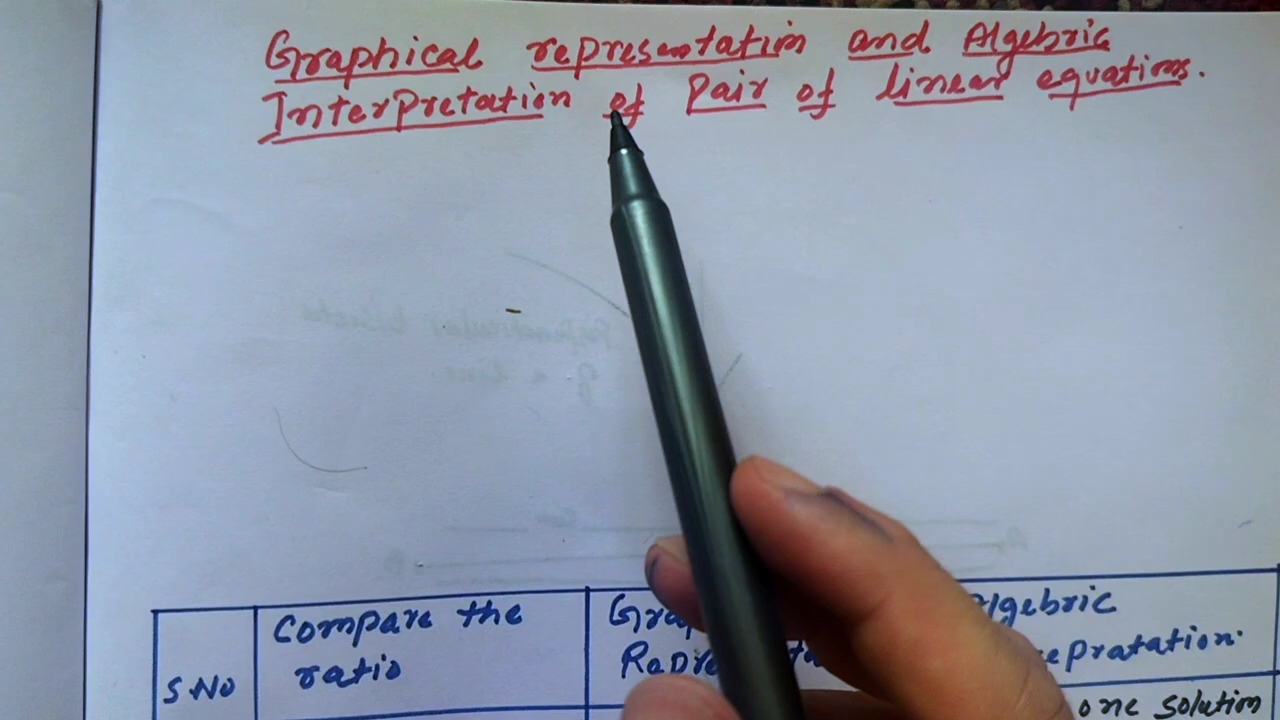 Graphical representation and Algebric
Interpretation of Pair of linear equations.
S No
Compare the
ratio
one solution